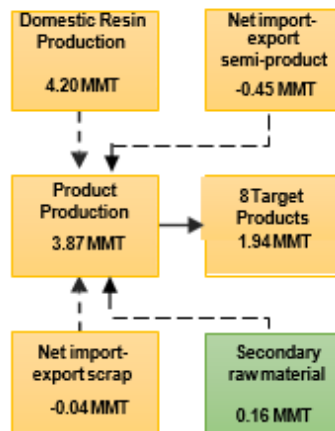 Domestic Resin
Production
4.20 MMT
Net import-
export
semi-product
-0.45 MMT
Product
Production
3.87 MMT
8 Target
Products
1.94 MMT
Net import-
export scrap
-0.04 MMT
Secondary
raw material
0.16 MMT